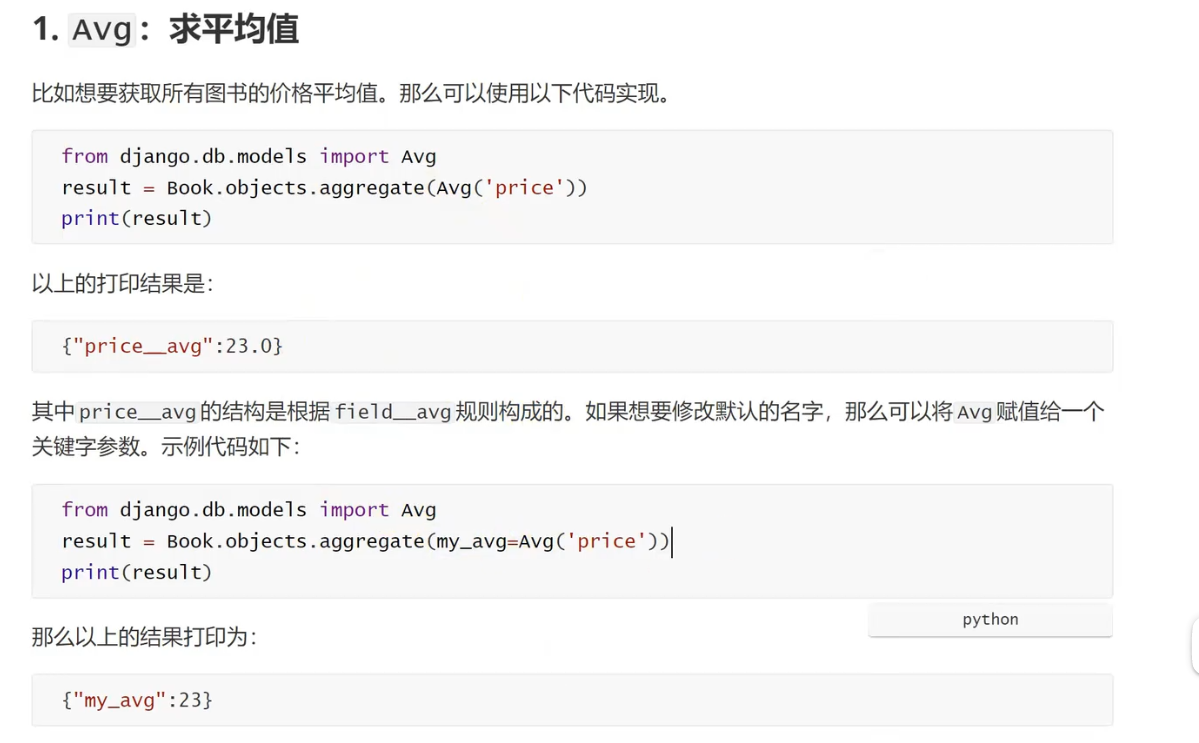 1. Avg：求平均值
比如想要获取所有图书的价格平均值。那么可以使用以下代码实现。
from django.db.models import Avg
result = Book.objects.aggregate(Avg('price'))
print(result)
以上的打印结果是：
{"price__avg":23.0}
其中price__avg的结构是根据field__avg规则构成的。如果想要修改默认的名字，那么可以将Avg赋值给一个
关键字参数。示例代码如下：
from django.db.models import Avg
result = Book.objects.aggregate(my_avg=Avg('price'))
print(result)
python
那么以上的结果打印为：
{"my_avg":23}